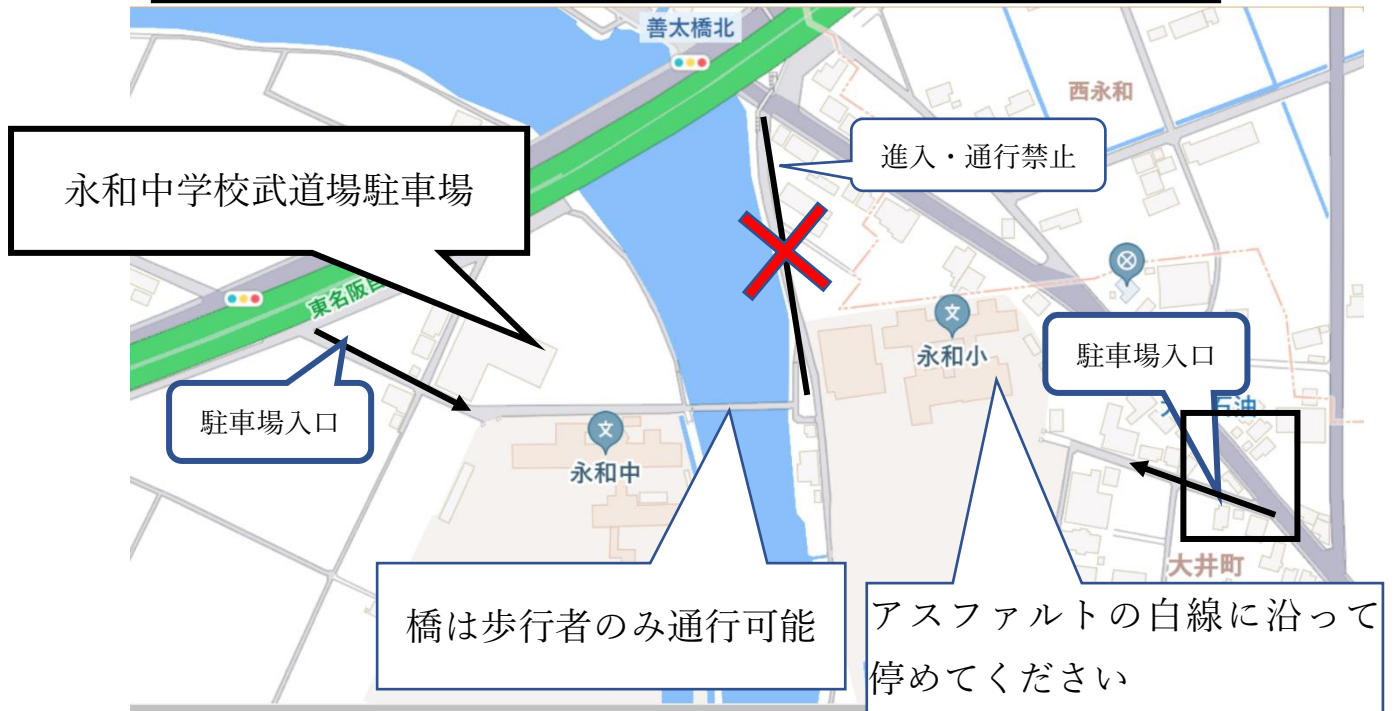 善太橋北
西永和
進入・通行禁止
永和中学校武道場駐車場
東名阪自
文
永和小
駐車場入口
石油
駐車場入口
文
永和中
大井町
橋は歩行者のみ通行可能
アスファルトの白線に沿って
停めてください